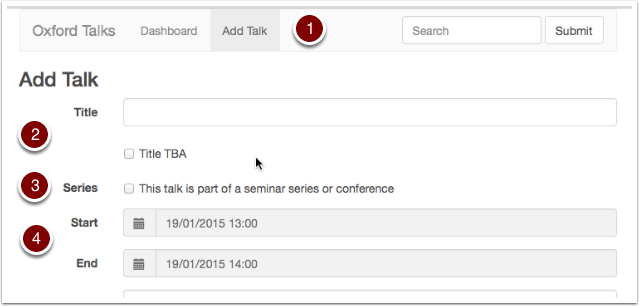 Oxford Talks Dashboard Add Talk 1 Search Submit
Add Talk
Title
2
Title TBA
3 Series This talk is part of a seminar series or conference
Start 19/01/2015 13:00
4
End 19/01/2015 14:00